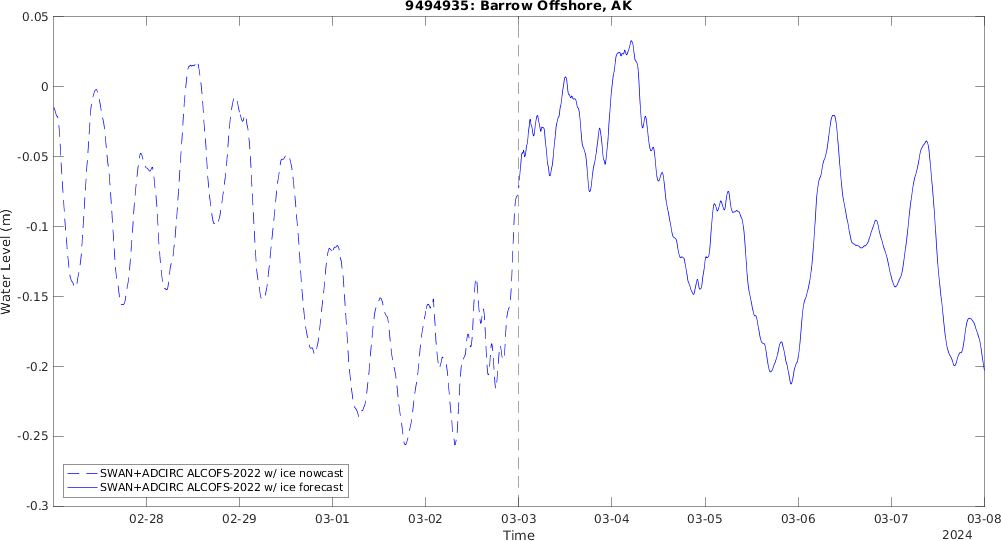 9494935: Barrow Offshore, AK
0.05
0
-0.05
-0.1
-0.15
-0.2
-0.25
-0.3
Water Level (m)
SWAN+ADCIRC ALCOFS-2022 w/ ice nowcast
SWAN+ADCIRC ALCOFS-2022 w/ ice forecast
02-28 02-29 03-01 03-02 03-03 03-04 03-05 03-06 03-07 03-08
Time
2024